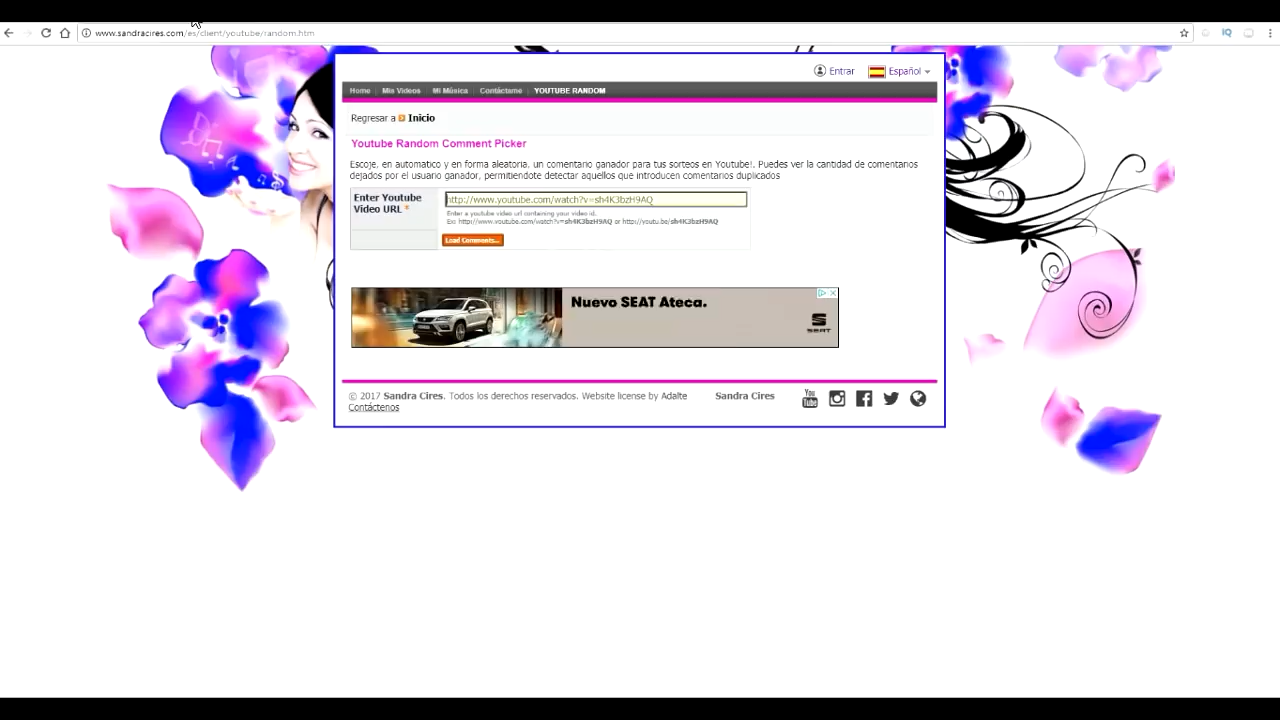 www.sandracires.com/es/client/youtube/random.htm
Entrar
Español
Home
Mis Videos
Mi Música
Contáctame
YOUTUBE RANDOM
Regresar a Inicio
Youtube Random Comment Picker
Escoje, en automatico y en forma aleatoria, un comentario ganador para tus sorteos en Youtube!. Puedes ver la cantidad de comentarios
dejados por el usuario ganador, permitiendote detectar aquellos que introducen comentarios duplicados
Enter Youtube
Video URL *
http://www.youtube.com/watch?v=sh4K3bzH9AQ
Enter a youtube video url containing your video id.
Ex: http://www.youtube.com/watch?v=sh4K3bzH9AQ or http://youtu.be/sh4K3bzH9AQ
Load Comments...
Nuevo SEAT Ateca.
SEAT
© 2017 Sandra Cires. Todos los derechos reservados. Website license by Adalte
Contáctenos
Sandra Cires
You
Tube
IQ